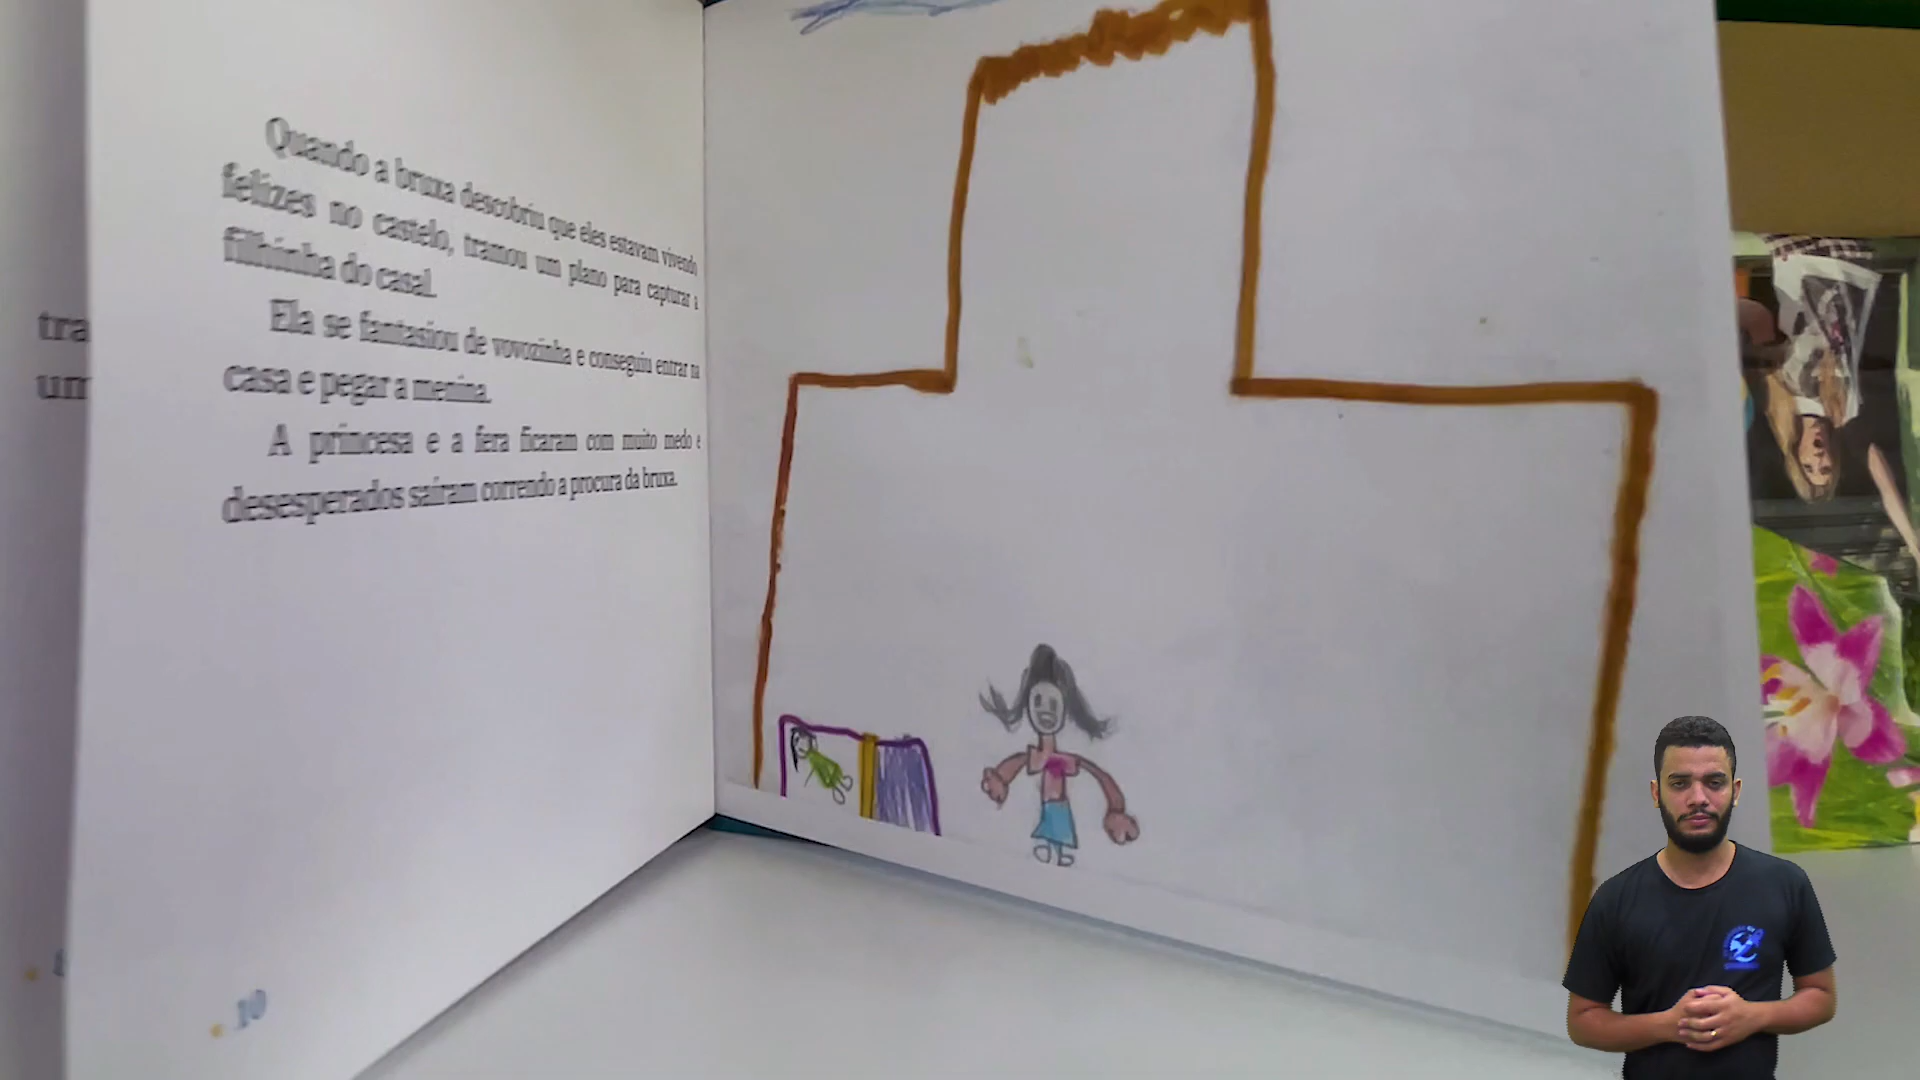 Quando a bruxa descobriu que eles estavam vivendo
felizes no castelo, tramou um plano para capturar a
filhinha do casal.
Ela se fantasiou de vovozinha e conseguiu entrar na
casa e pegar a menina.
A princesa e a fera ficaram com muito medo e
desesperados saíram correndo a procura da bruxa.
10
tra
um